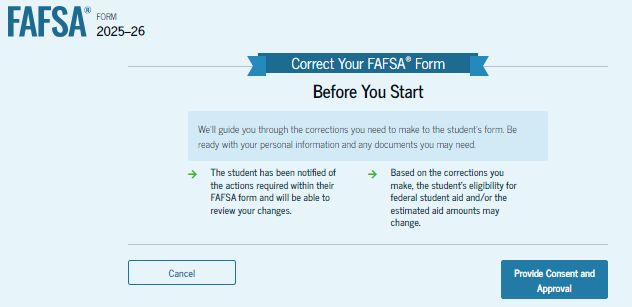 FAFSA® FORM
2025–26
Correct Your FAFSA® Form
Before You Start
We'll guide you through the corrections you need to make to the student's form. Be
ready with your personal information and any documents you may need.
The student has been notified of
the actions required within their
FAFSA form and will be able to
review your changes.
Based on the corrections you
make, the student's eligibility for
federal student aid and/or the
estimated aid amounts may
change.
Cancel
Provide Consent and
Approval